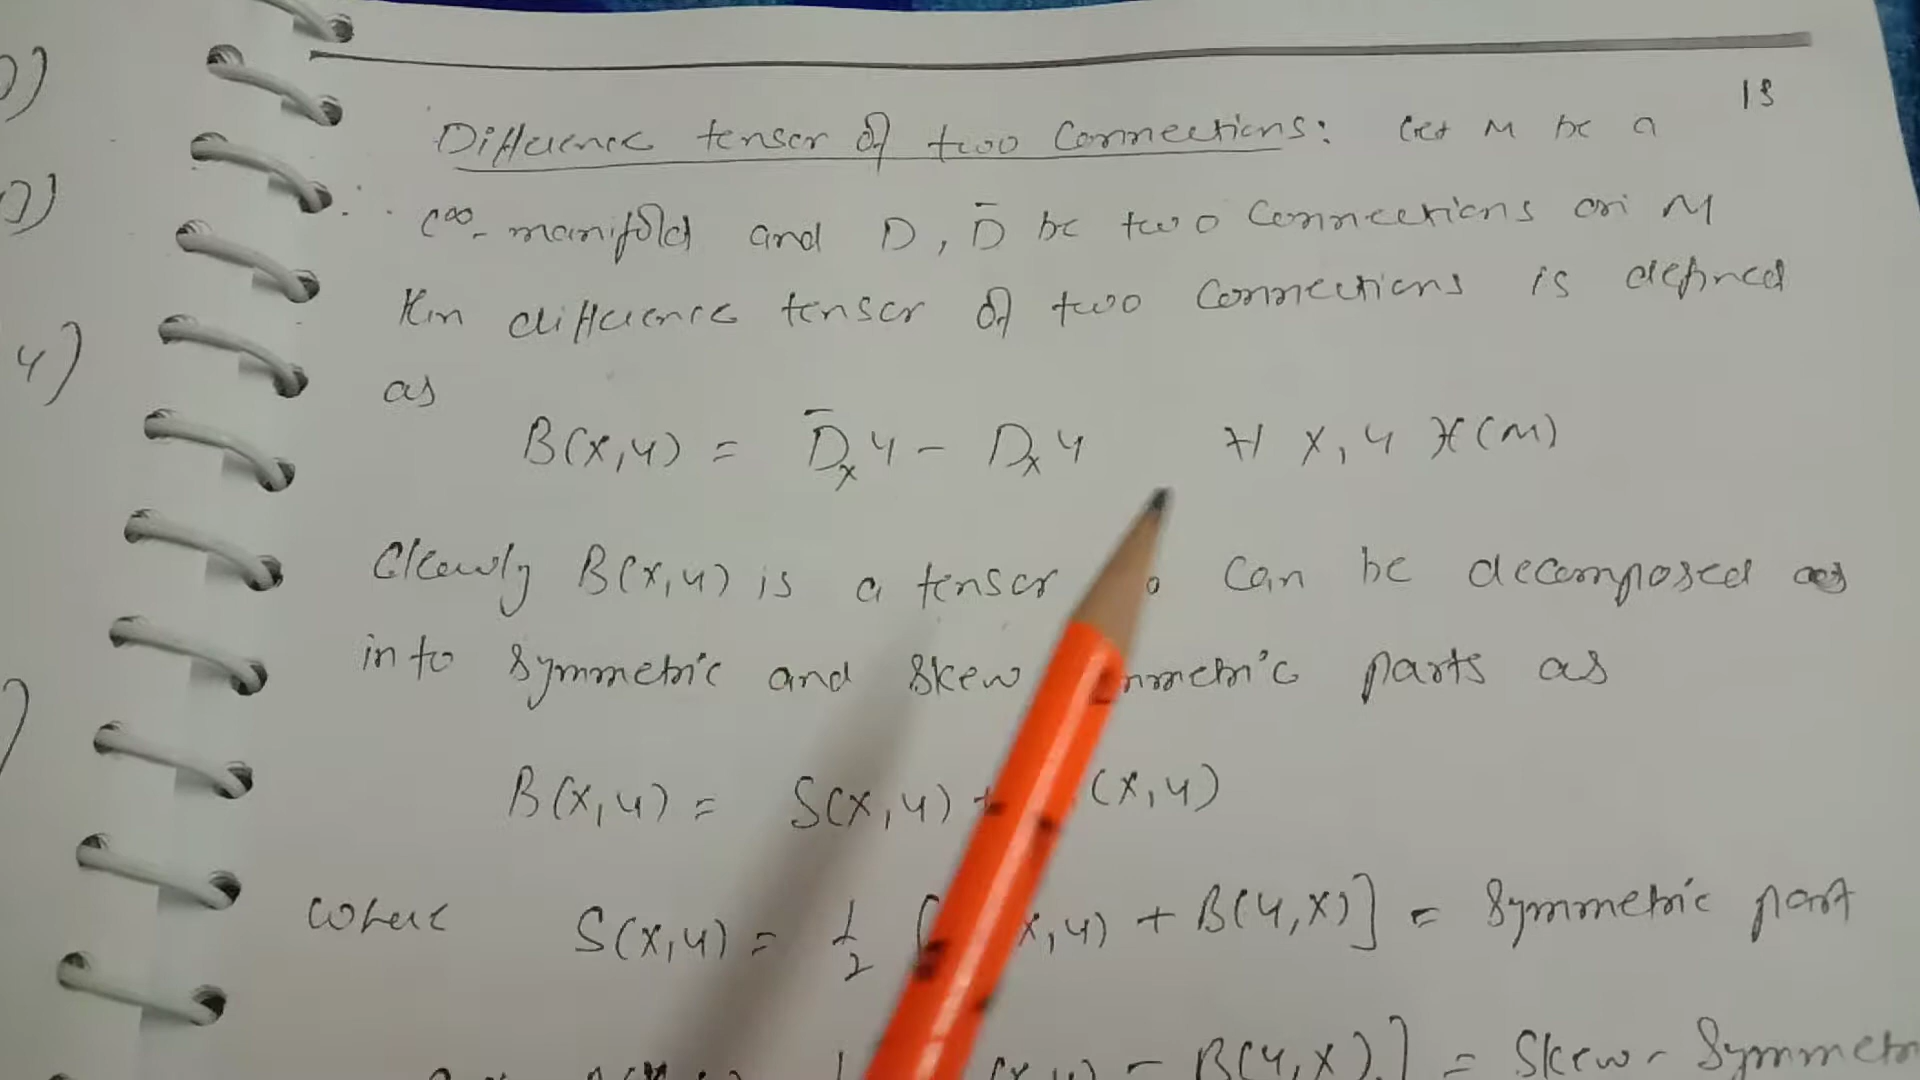 13
Difference tensor of two Connections: Let M be a
C∞- manifold and D, D̄ be two Connections on M
then difference tensor of two Connections is defined
as
B(X,Y) = D̄_X Y - D_X Y ∀ X, Y 𝔛(M)
Clearly B(X,Y) is a tensor can be decomposed as
into symmetric and skew parts as
B(X,Y) = S(X,Y) + (X,Y)
where S(X,Y) = 1/2 [ X,Y) + B(Y,X)] = Symmetric part
- B(Y,X)] = Skew - Symmetr